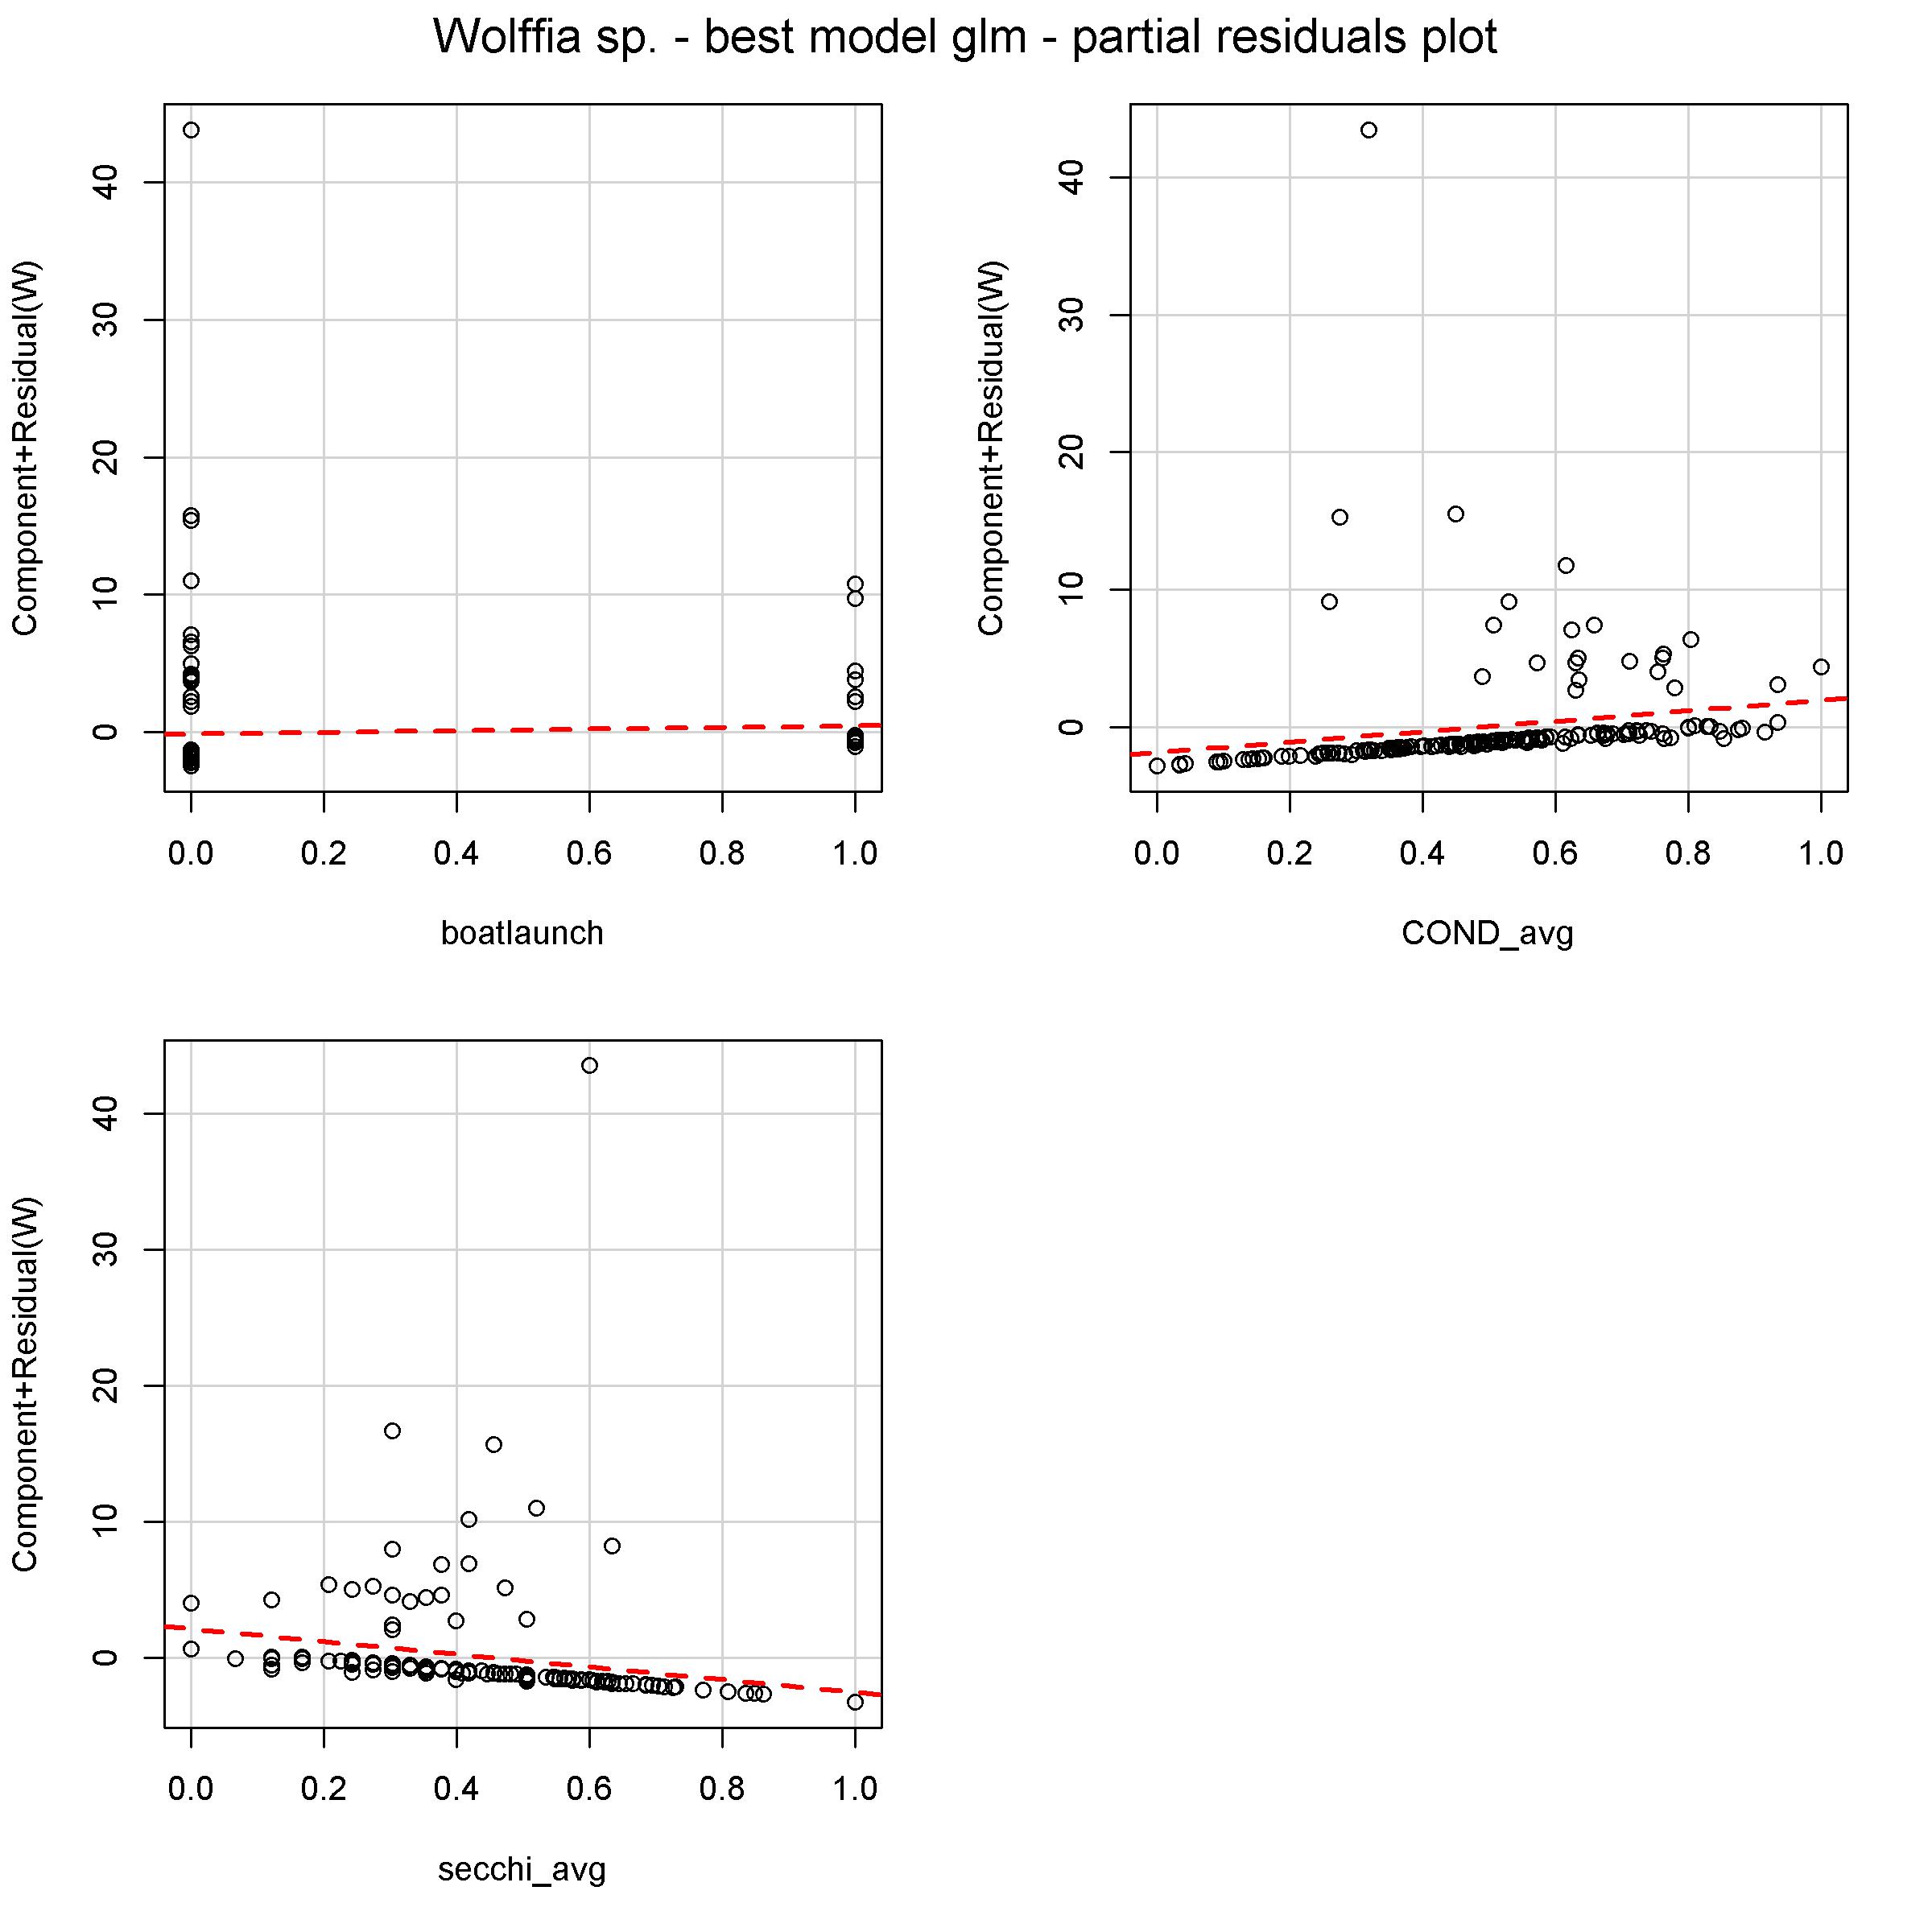 Wolffia sp. - best model glm - partial residuals plot
Component+Residual(W)
40
30
20
10
0
0.0 0.2 0.4 0.6 0.8 1.0
boatlaunch
Component+Residual(W)
40
30
20
10
0
0.0 0.2 0.4 0.6 0.8 1.0
COND_avg
Component+Residual(W)
40
30
20
10
0
0.0 0.2 0.4 0.6 0.8 1.0
secchi_avg